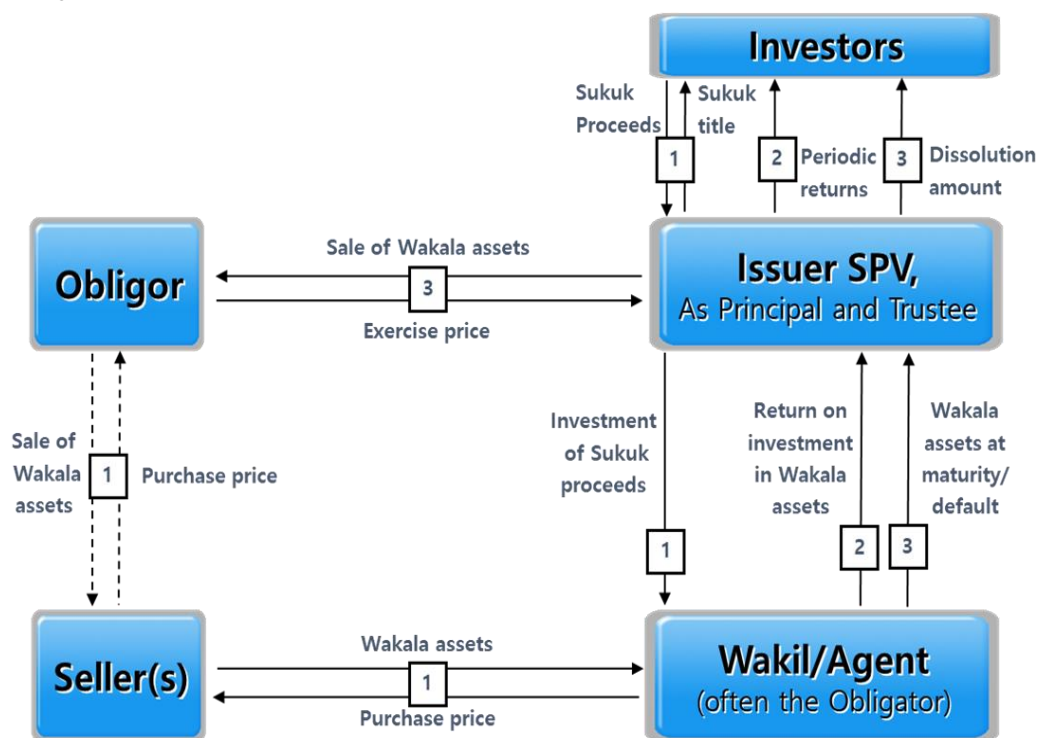 Investors
Sukuk
Proceeds
Sukuk
title
1
2
Periodic
returns
3
Dissolution
amount
Obligor
Sale of Wakala assets
3
Exercise price
Issuer SPV,
As Principal and Trustee
Sale of
Wakala
assets
1
Purchase price
Investment
of Sukuk
proceeds
1
Return on
investment
in Wakala
assets
2
Wakala
assets at
maturity/
default
3
Seller(s)
Wakala assets
1
Purchase price
Wakil/Agent
(often the Obligator)